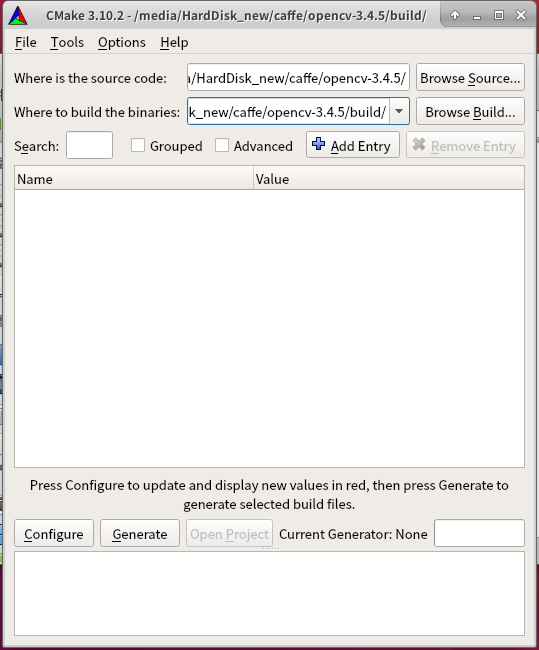 CMake 3.10.2 - /media/HardDisk_new/caffe/opencv-3.4.5/build/
File Tools Options Help
Where is the source code: /HardDisk_new/caffe/opencv-3.4.5/ Browse Source...
Where to build the binaries: k_new/caffe/opencv-3.4.5/build/ Browse Build...
Search: Grouped Advanced Add Entry Remove Entry
Name Value
Press Configure to update and display new values in red, then press Generate to
generate selected build files.
Configure Generate Open Project Current Generator: None